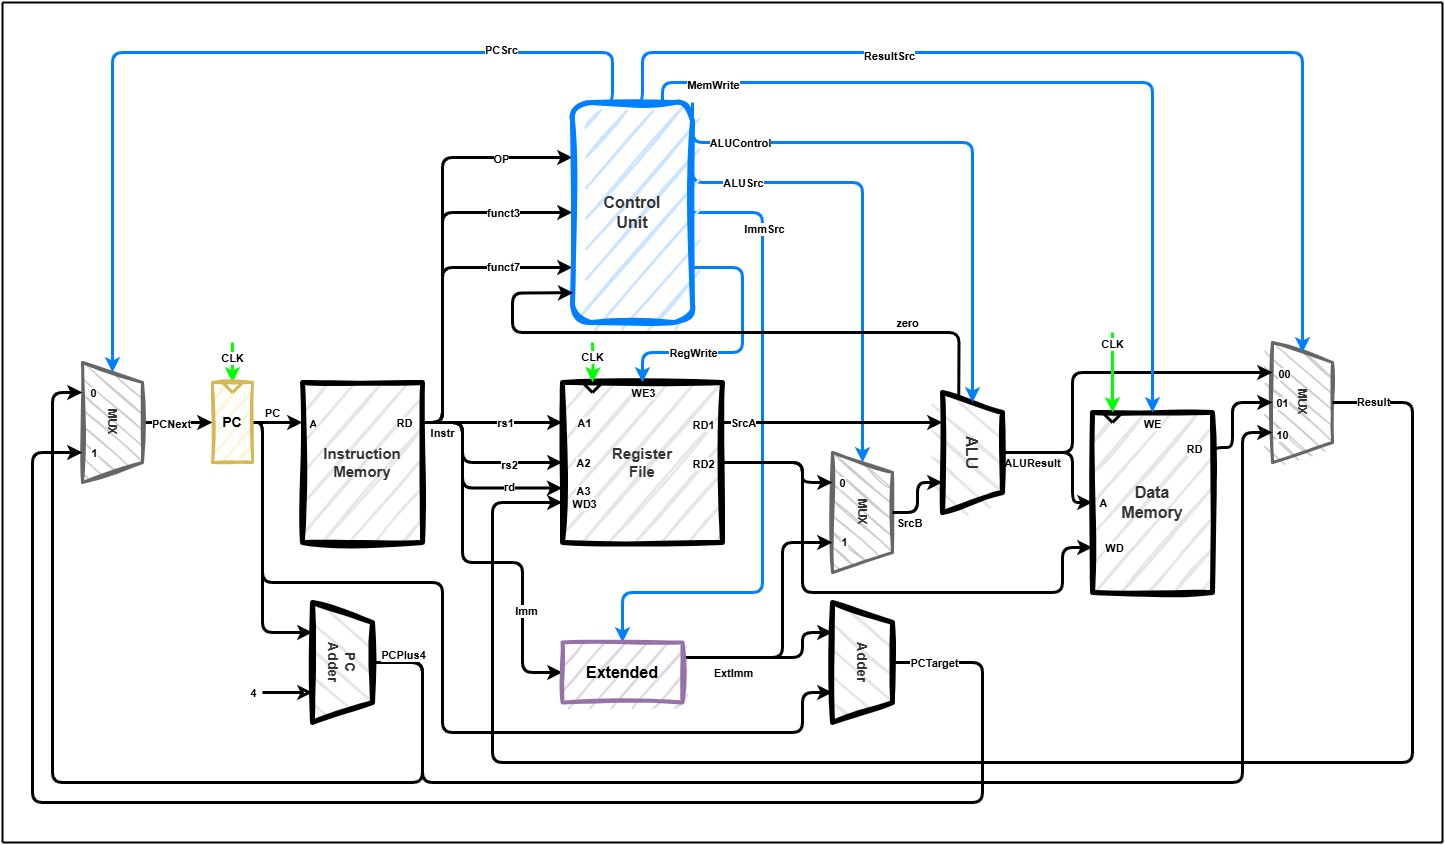 PCSrc
ResultSrc
MemWrite
ALUControl
OP
ALUSrc
Control
Unit
funct3
ImmSrc
funct7
zero
CLK
CLK
RegWrite
CLK
0
MUX
1
PCNext
PC
PC
A
RD
Instruction
Memory
Instr
rs1
rs2
rd
WE3
A1
A2
A3
WD3
RD1
RD2
Register
File
SrcA
0
MUX
1
SrcB
ALU
ALUResult
WE
RD
A
WD
Data
Memory
00
01
10
MUX
Result
Imm
4
PC
Adder
PCPlus4
Extended
ExtImm
Adder
PCTarget